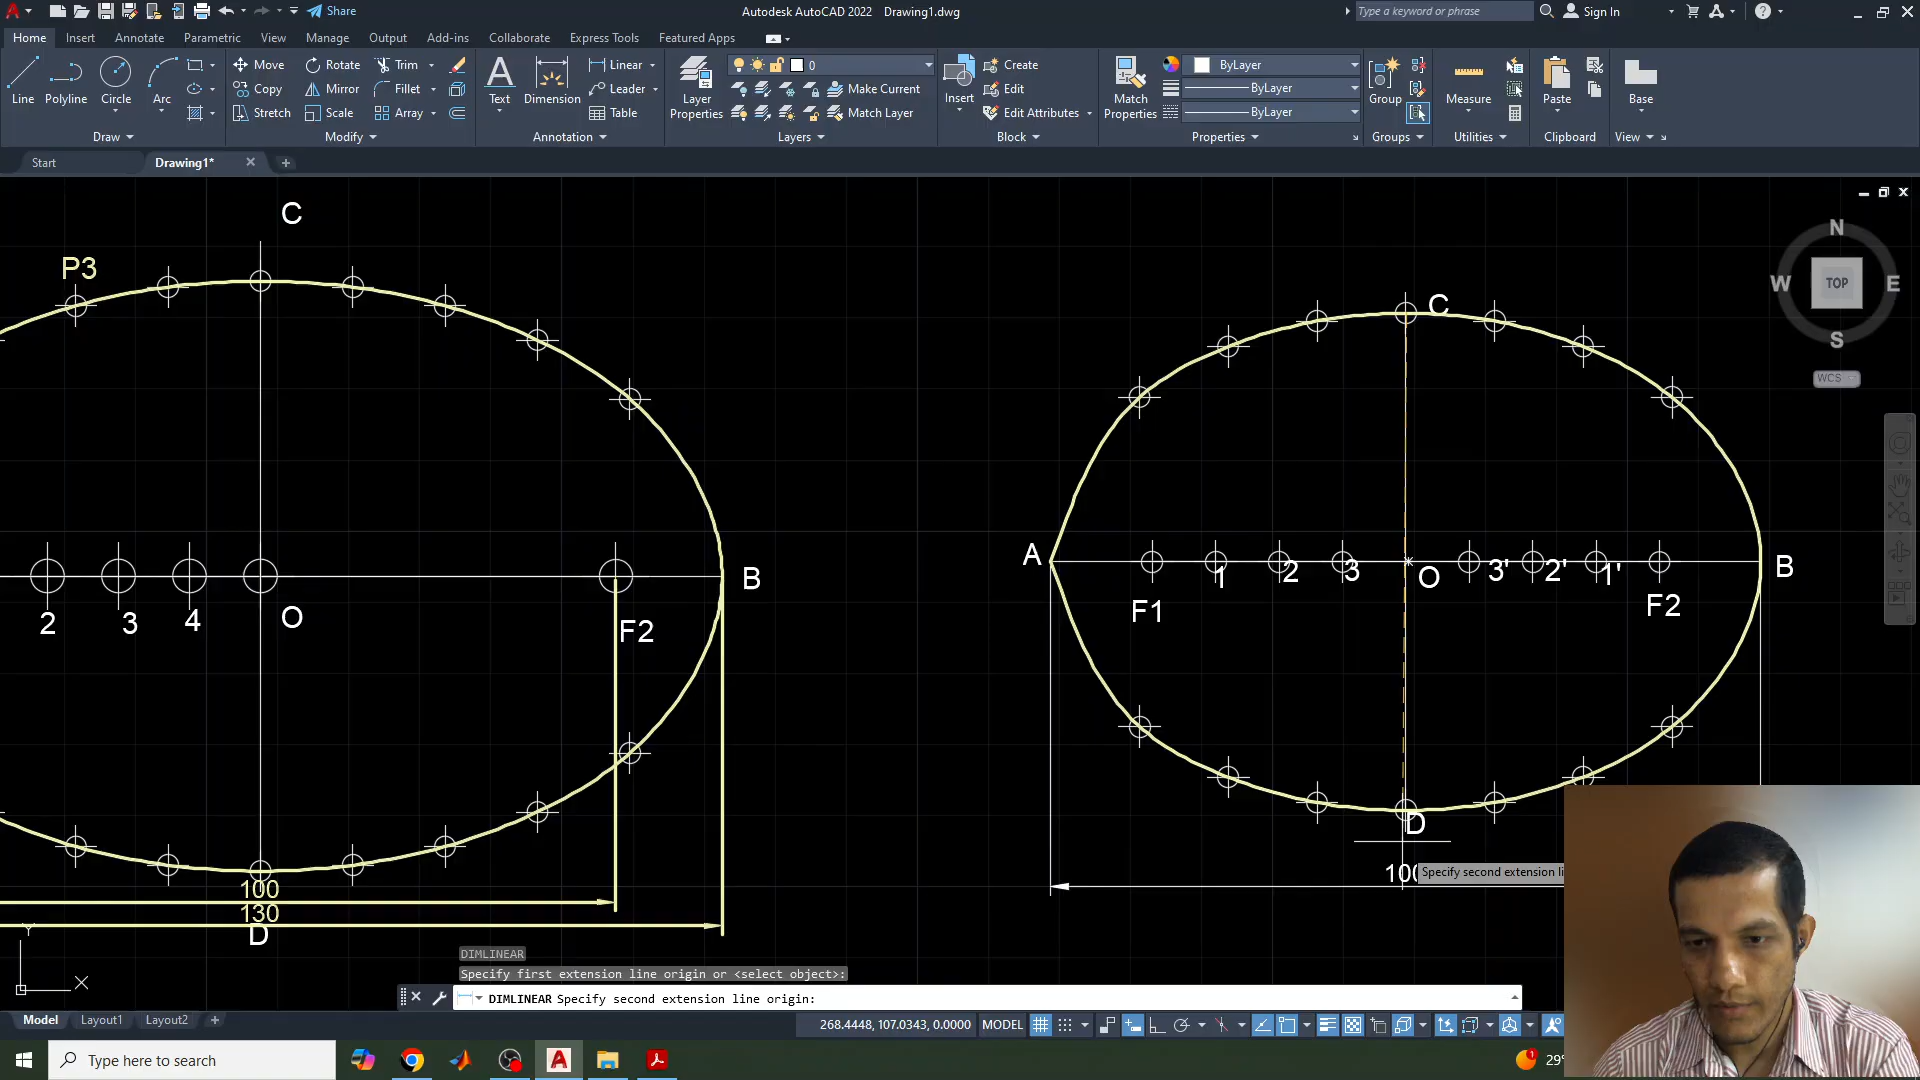 Share
Autodesk AutoCAD 2022 Drawing1.dwg
Type a keyword or phrase
Sign In
Home Insert Annotate Parametric View Manage Output Add-ins Collaborate Express Tools Featured Apps
Line Polyline Circle Arc
Move Rotate Trim
Copy Mirror Fillet
Stretch Scale Array
Text Dimension
Linear
Leader
Table
Layer Properties
0
Make Current
Match Layer
Insert
Create
Edit
Edit Attributes
Match Properties
ByLayer
ByLayer
ByLayer
Group
Measure
Paste
Base
Draw Modify Annotation Layers Block Properties Groups Utilities Clipboard View
Start Drawing1*
N
W TOP E
S
WCS
C
P3
C
A 1 2 3 O 3' 2' 1' B
B
F1 F2
2 3 4 O F2
D
100
Specify second extension li
100
130
D
Y
X
DIMLINEAR
Specify first extension line origin or <select object>:
DIMLINEAR Specify second extension line origin:
Model Layout1 Layout2
268.4448, 107.0343, 0.0000 MODEL
Type here to search
29°